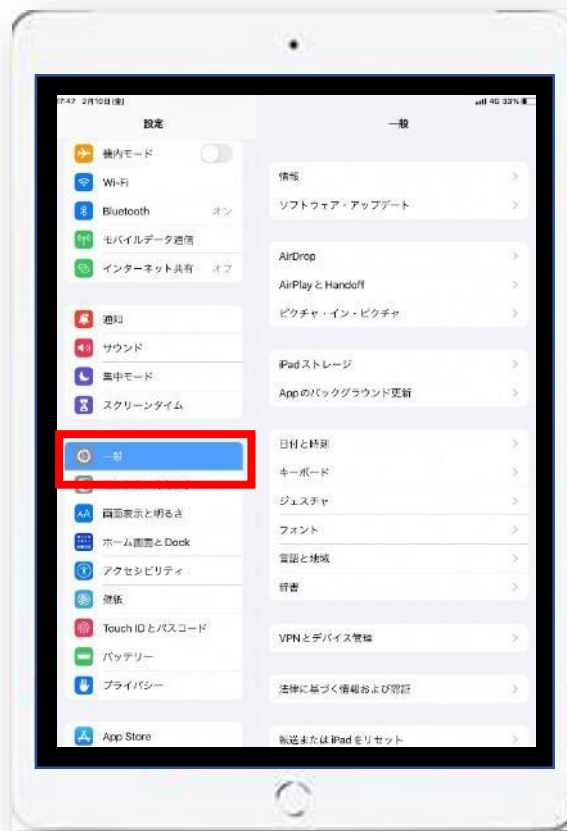 17:47 2月10日(金)
4G 33%
設定
機内モード
Wi-Fi
Bluetooth オン
モバイルデータ通信
インターネット共有 オフ
通知
サウンド
集中モード
スクリーンタイム
一般
画面表示と明るさ
ホーム画面とDock
アクセシビリティ
壁紙
Touch IDとパスコード
バッテリー
プライバシー
App Store
一般
情報
ソフトウェア・アップデート
AirDrop
AirPlayとHandoff
ピクチャ・イン・ピクチャ
iPadストレージ
Appのバックグラウンド更新
日付と時刻
キーボード
ジェスチャ
フォント
言語と地域
辞書
VPNとデバイス管理
法律に基づく情報および認証
転送またはiPadをリセット